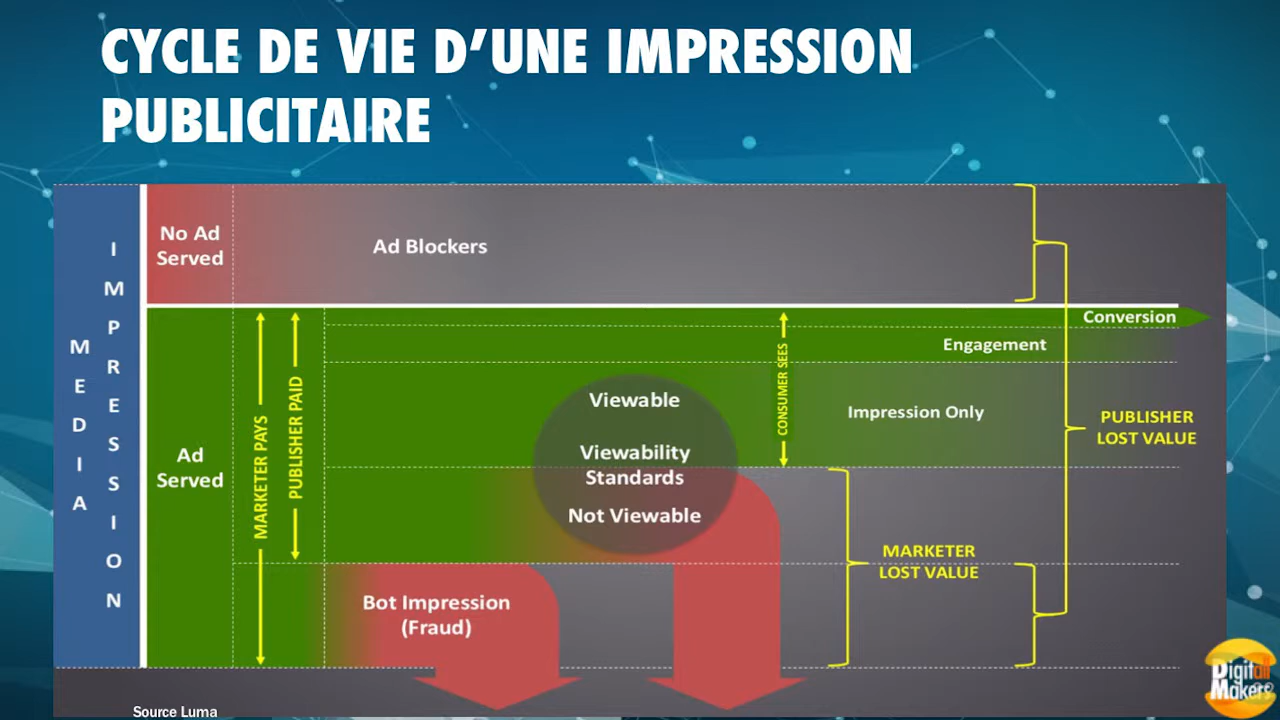 CYCLE DE VIE D’UNE IMPRESSION
PUBLICITAIRE
MEDIA
IMPRESSION
No Ad
Served
Ad Blockers
Ad
Served
MARKETER PAYS
PUBLISHER PAID
CONSUMER SEES
Conversion
Engagement
Viewable
Impression Only
Viewability
Standards
Not Viewable
PUBLISHER
LOST VALUE
MARKETER
LOST VALUE
Bot Impression
(Fraud)
Source Luma
Digitall
Makers